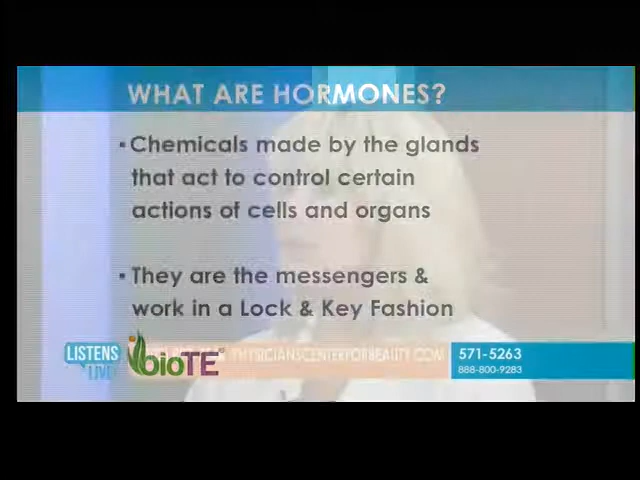 WHAT ARE HORMONES?
▪ Chemicals made by the glands
that act to control certain
actions of cells and organs
▪ They are the messengers &
work in a Lock & Key Fashion
LISTENS
LIVE!
bioTE
PHYSICIANSCENTERFORBEAUTY.COM
571-5263
888-800-9283